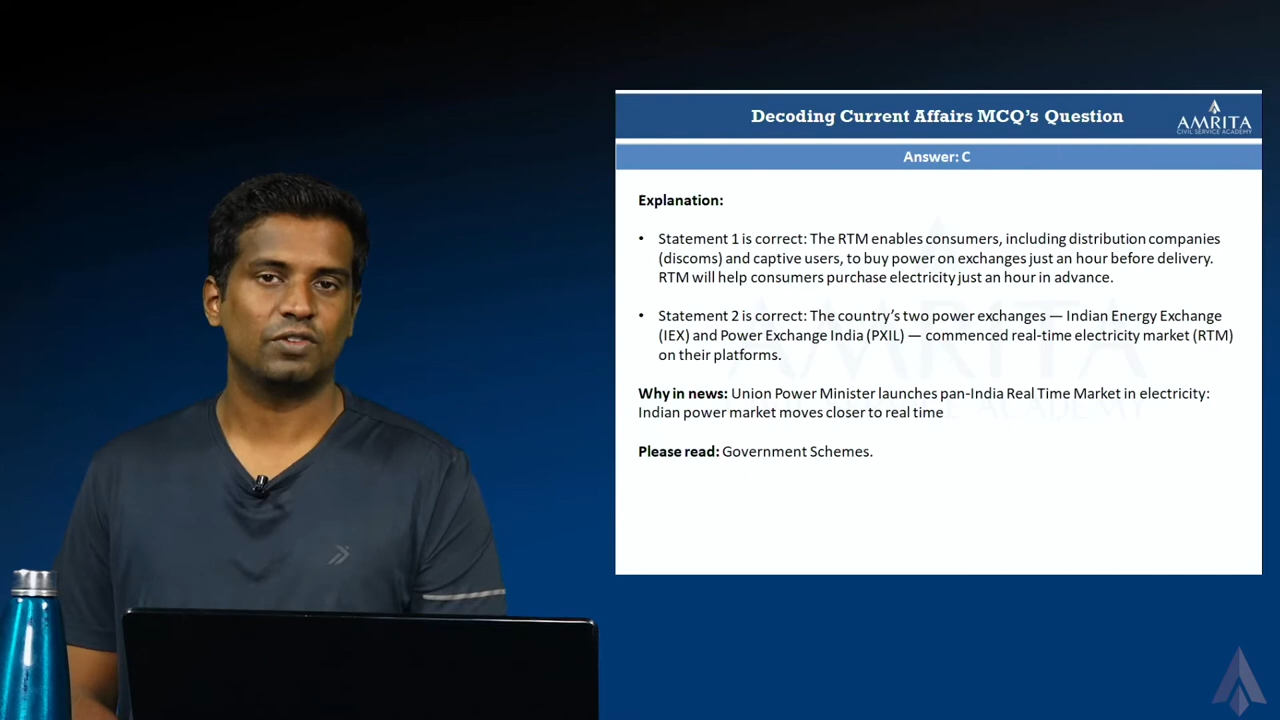 Decoding Current Affairs MCQ's Question
AMRITA
CIVIL SERVICE ACADEMY
Answer: C
Explanation:
• Statement 1 is correct: The RTM enables consumers, including distribution companies
(discoms) and captive users, to buy power on exchanges just an hour before delivery.
RTM will help consumers purchase electricity just an hour in advance.
• Statement 2 is correct: The country's two power exchanges — Indian Energy Exchange
(IEX) and Power Exchange India (PXIL) — commenced real-time electricity market (RTM)
on their platforms.
Why in news: Union Power Minister launches pan-India Real Time Market in electricity:
Indian power market moves closer to real time
Please read: Government Schemes.